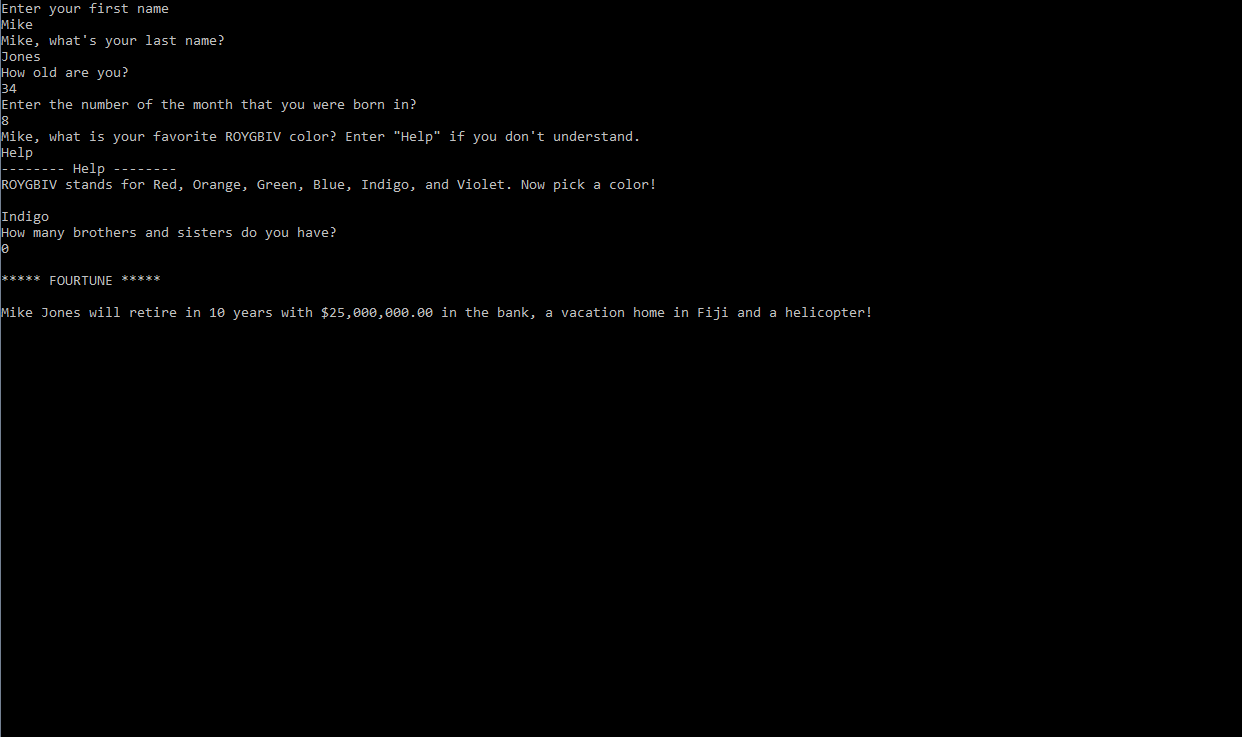 Enter your first name
Mike
Mike, what's your last name?
Jones
How old are you?
34
Enter the number of the month that you were born in?
8
Mike, what is your favorite ROYGBIV color? Enter "Help" if you don't understand.
Help
-------- Help --------
ROYGBIV stands for Red, Orange, Green, Blue, Indigo, and Violet. Now pick a color!
Indigo
How many brothers and sisters do you have?
0
***** FOURTUNE *****
Mike Jones will retire in 10 years with $25,000,000.00 in the bank, a vacation home in Fiji and a helicopter!